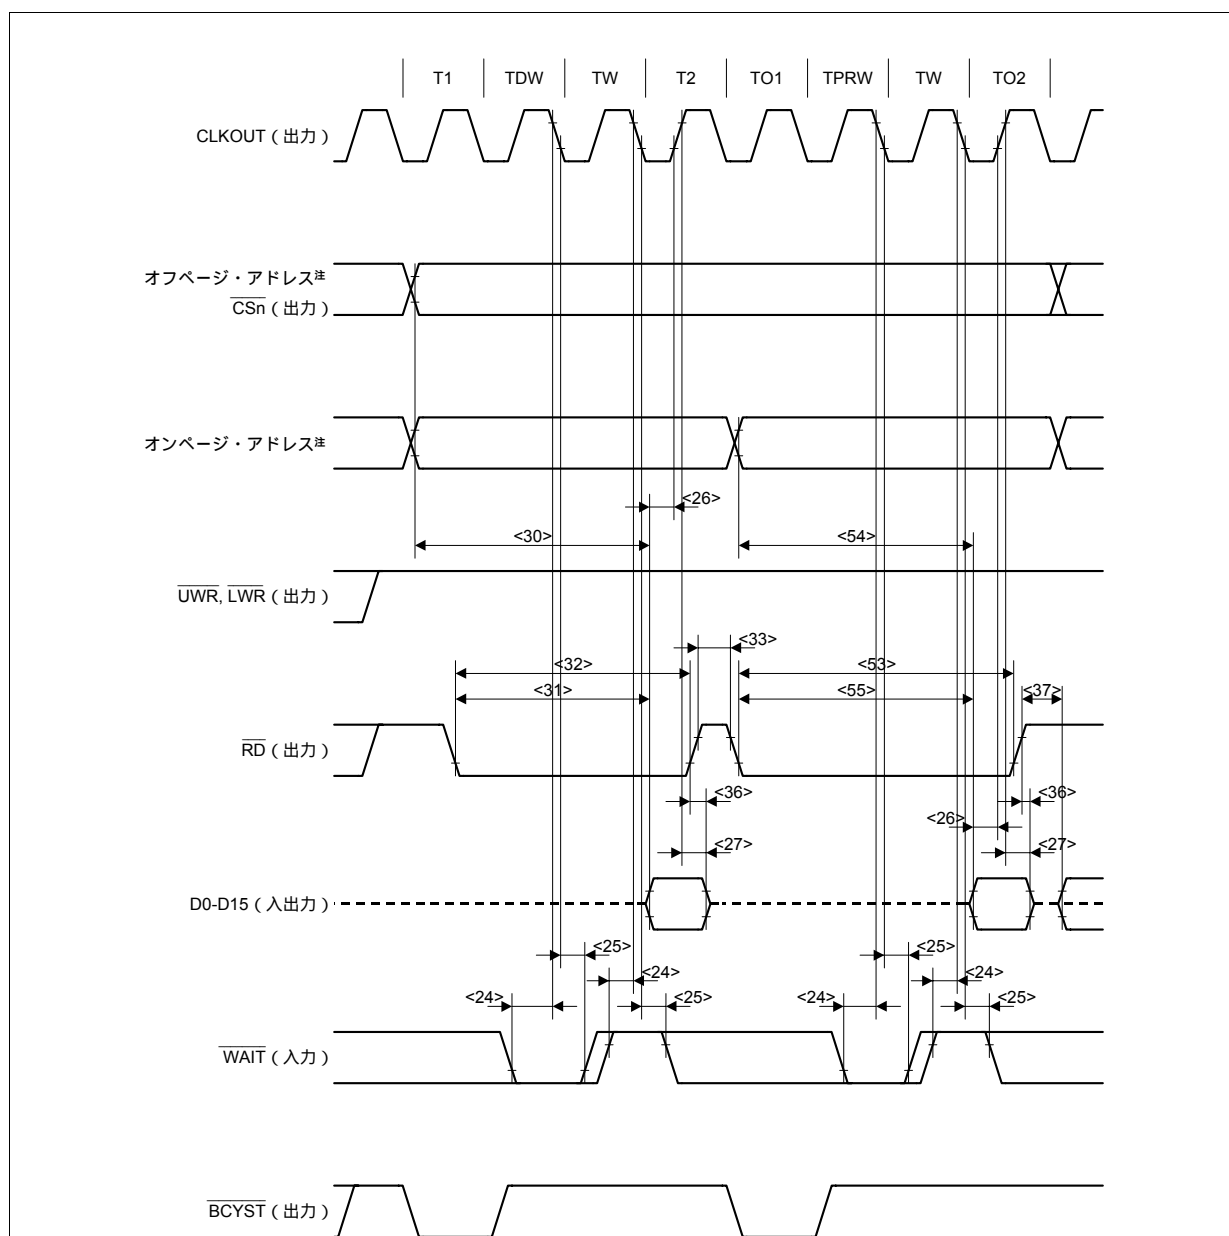 T1 TDW TW T2 TO1 TPRW TW TO2
CLKOUT（出力）
オフページ・アドレス注
CSn（出力）
オンページ・アドレス注
<26>
<30> <54>
UWR, LWR（出力）
<33>
<32> <53>
<31> <55> <37>
RD（出力）
<36> <36>
<26>
<27> <27>
D0-D15（入出力）
<25> <25>
<24> <24>
<24> <25> <24> <25>
WAIT（入力）
BCYST（出力）